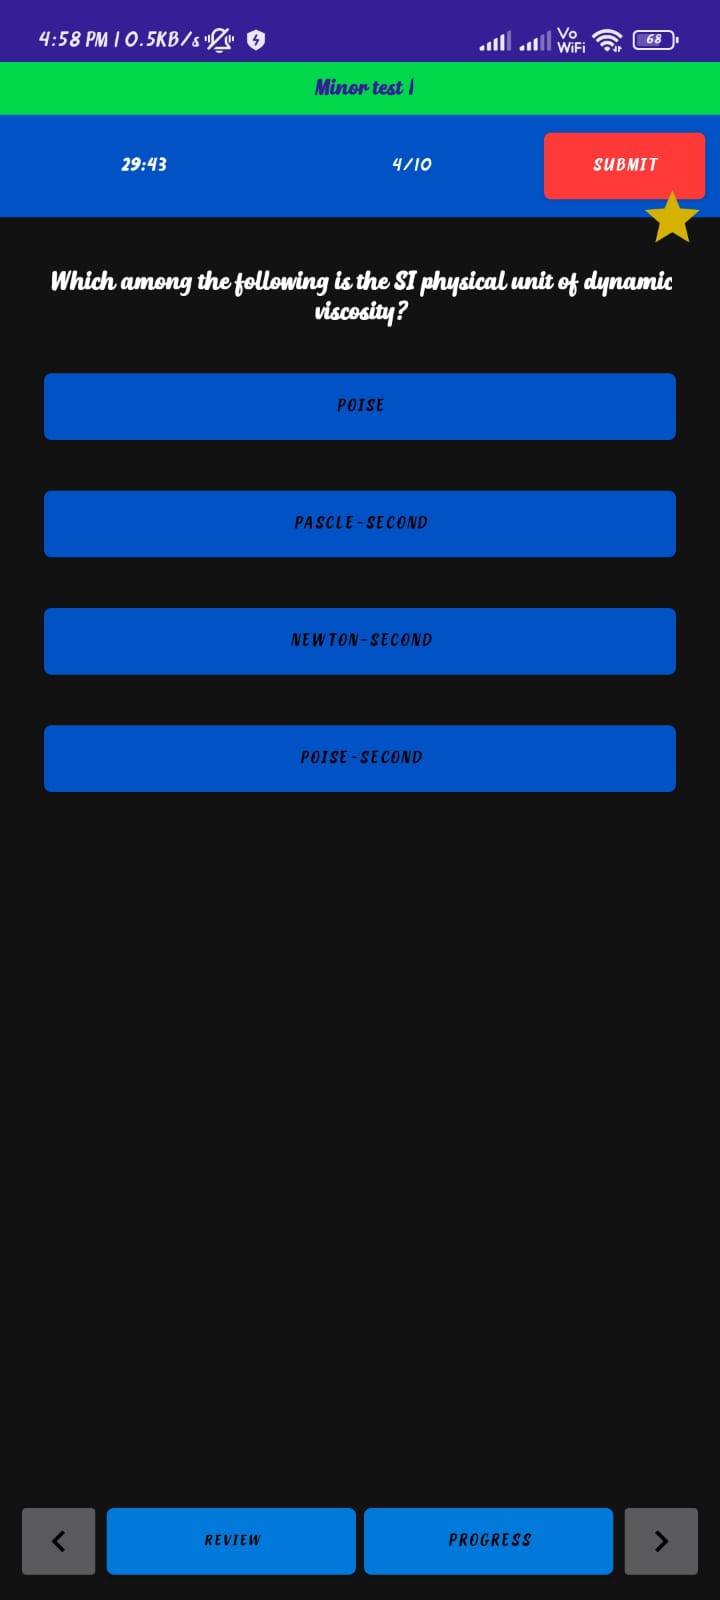 4:58 PM | 0.5KB/s
Vo
WiFi
68
Minor test 1
29:43
4/10
SUBMIT
Which among the following is the SI physical unit of dynamic
viscosity?
POISE
PASCLE-SECOND
NEWTON-SECOND
POISE-SECOND
REVIEW
PROGRESS